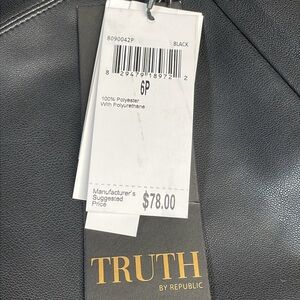 8090042P BLACK
8 29479 18972 2
6P
100% Polyester
With Polyurethane
Manufacturer's
Suggested
Price $78.00
TRUTH
BY REPUBLIC